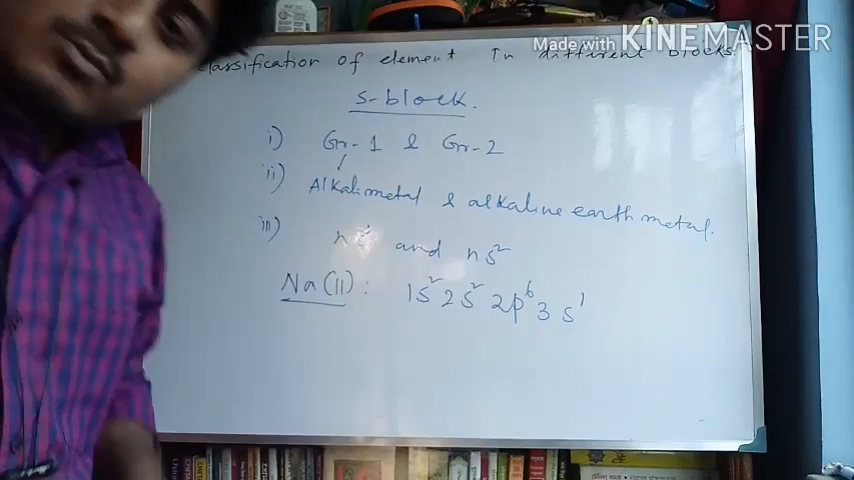 Made with KINEMASTER
classification of element In different blocks.
s-block.
i) Gr-1 & Gr-2
ii) Alkali metal & alkaline earth metal.
iii) ns¹ and ns²
Na (11): 1s² 2s² 2p⁶ 3s¹